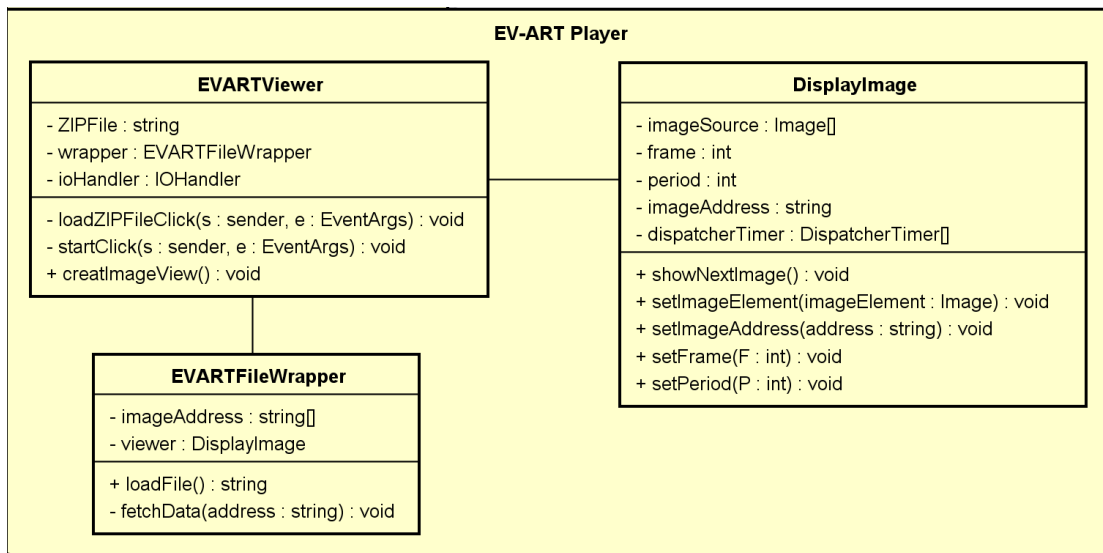 EV-ART Player
EVARTViewer
- ZIPFile : string
- wrapper : EVARTFileWrapper
- ioHandler : IOHandler
- loadZIPFileClick(s : sender, e : EventArgs) : void
- startClick(s : sender, e : EventArgs) : void
+ creatImageView() : void
DisplayImage
- imageSource : Image[]
- frame : int
- period : int
- imageAddress : string
- dispatcherTimer : DispatcherTimer[]
+ showNextImage() : void
+ setImageElement(imageElement : Image) : void
+ setImageAddress(address : string) : void
+ setFrame(F : int) : void
+ setPeriod(P : int) : void
EVARTFileWrapper
- imageAddress : string[]
- viewer : DisplayImage
+ loadFile() : string
- fetchData(address : string) : void